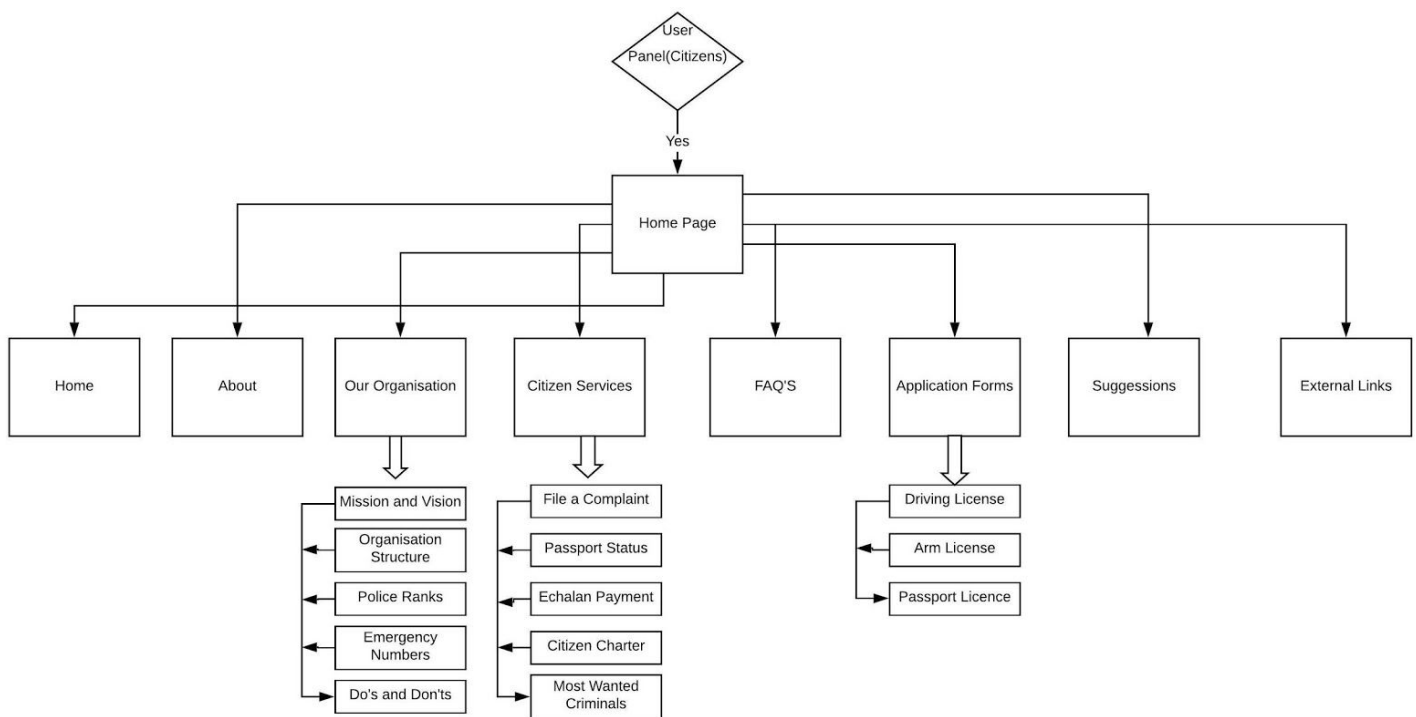 User
Panel(Citizens)
Yes
Home Page
Home
About
Our Organisation
Citizen Services
FAQ'S
Application Forms
Suggessions
External Links
Mission and Vision
Organisation
Structure
Police Ranks
Emergency
Numbers
Do's and Don'ts
File a Complaint
Passport Status
Echalan Payment
Citizen Charter
Most Wanted
Criminals
Driving License
Arm License
Passport Licence